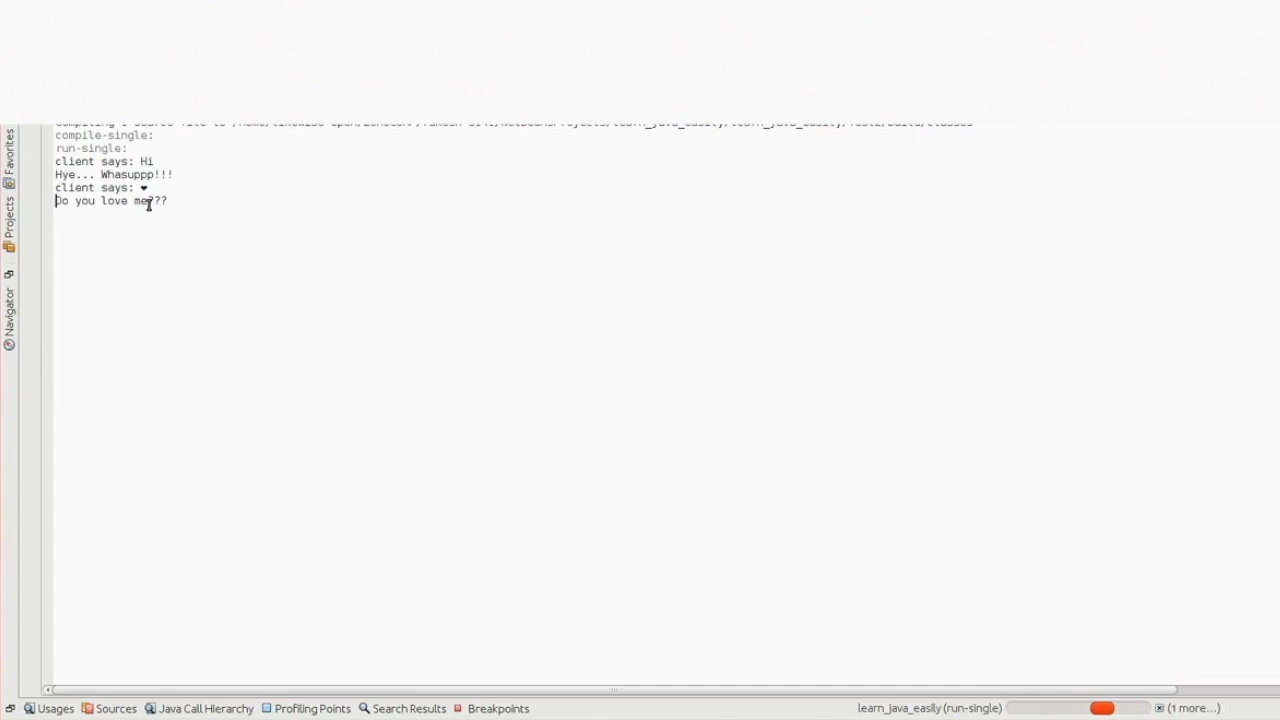 compile-single:
run-single:
client says: Hi
Hye... Whasuppp!!!
client says: ❤
Do you love me???
Favorites
Projects
Navigator
Usages Sources Java Call Hierarchy Profiling Points Search Results Breakpoints learn_java_easily (run-single) (1 more...)